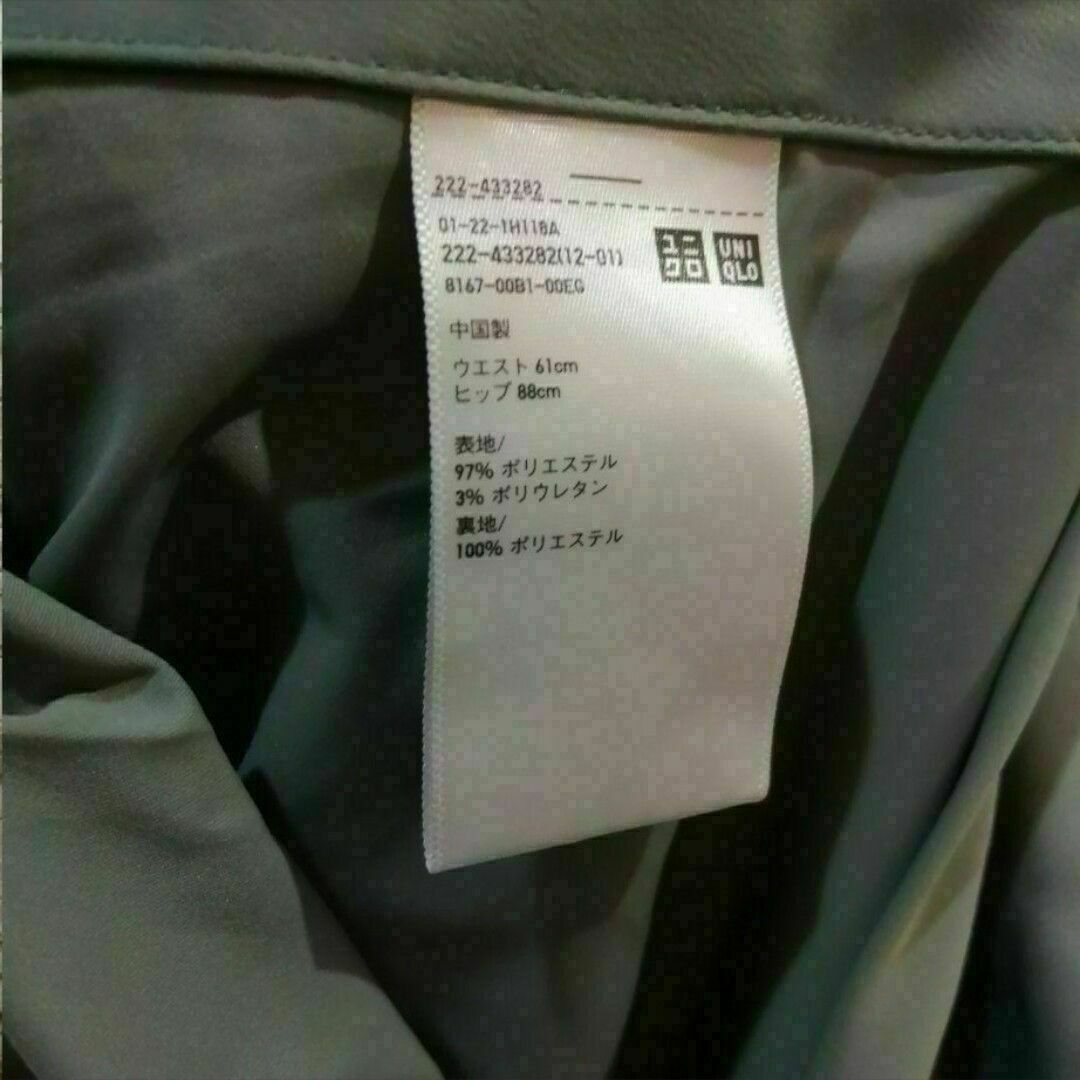 222-433282
01-22-1H118A
222-433282(12-01)
8167-00B1-00EG
ユニクロ
UNIQLO
中国製
ウエスト 61cm
ヒップ 88cm
表地/
97% ポリエステル
3% ポリウレタン
裏地/
100% ポリエステル